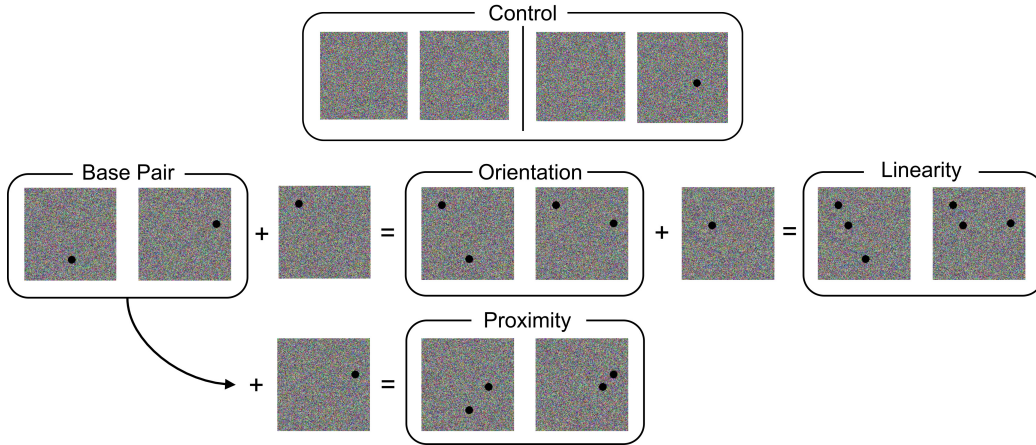 Control
Base Pair
Orientation
Linearity
+
=
+
=
Proximity
+
=